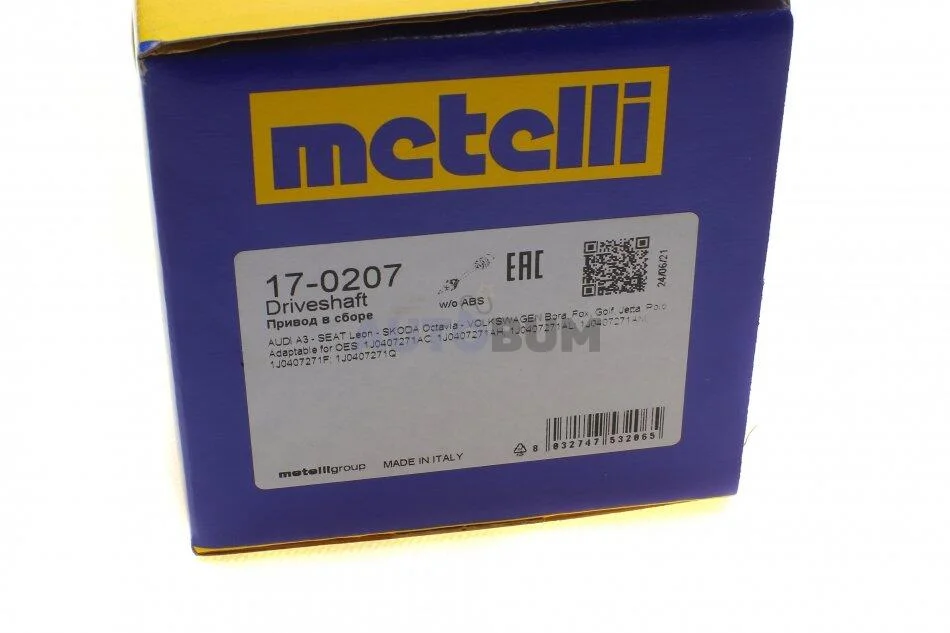 metelli
17-0207
Driveshaft
Привод в сборе
w/o ABS
EAC
24/06/21
AUDI A3 - SEAT Leon - SKODA Octavia - VOLKSWAGEN Bora, Fox, Golf, Jetta, Polo
Adaptable for OES: 1J0407271AC; 1J0407271AH; 1J0407271AL; 1J0407271AN;
1J0407271F; 1J0407271Q
AUTOBUM
metelligroup
MADE IN ITALY
8 032747 532065